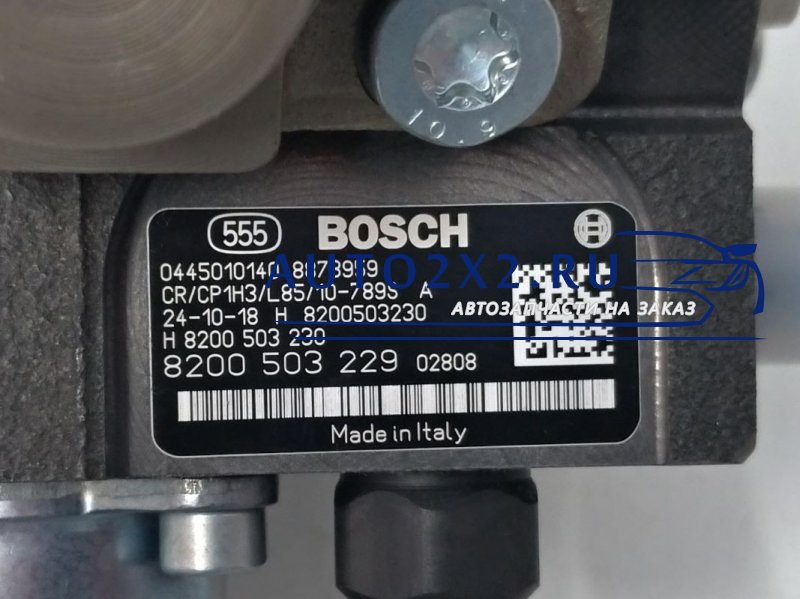 10.9
555 BOSCH
0445010140 8873959
CR/CP1H3/L85/10-789S A
24-10-18 H 8200503230
H 8200 503 230
8200 503 229 02808
Made in Italy
AUTO2X2.RU
АВТОЗАПЧАСТИ НА ЗАКАЗ